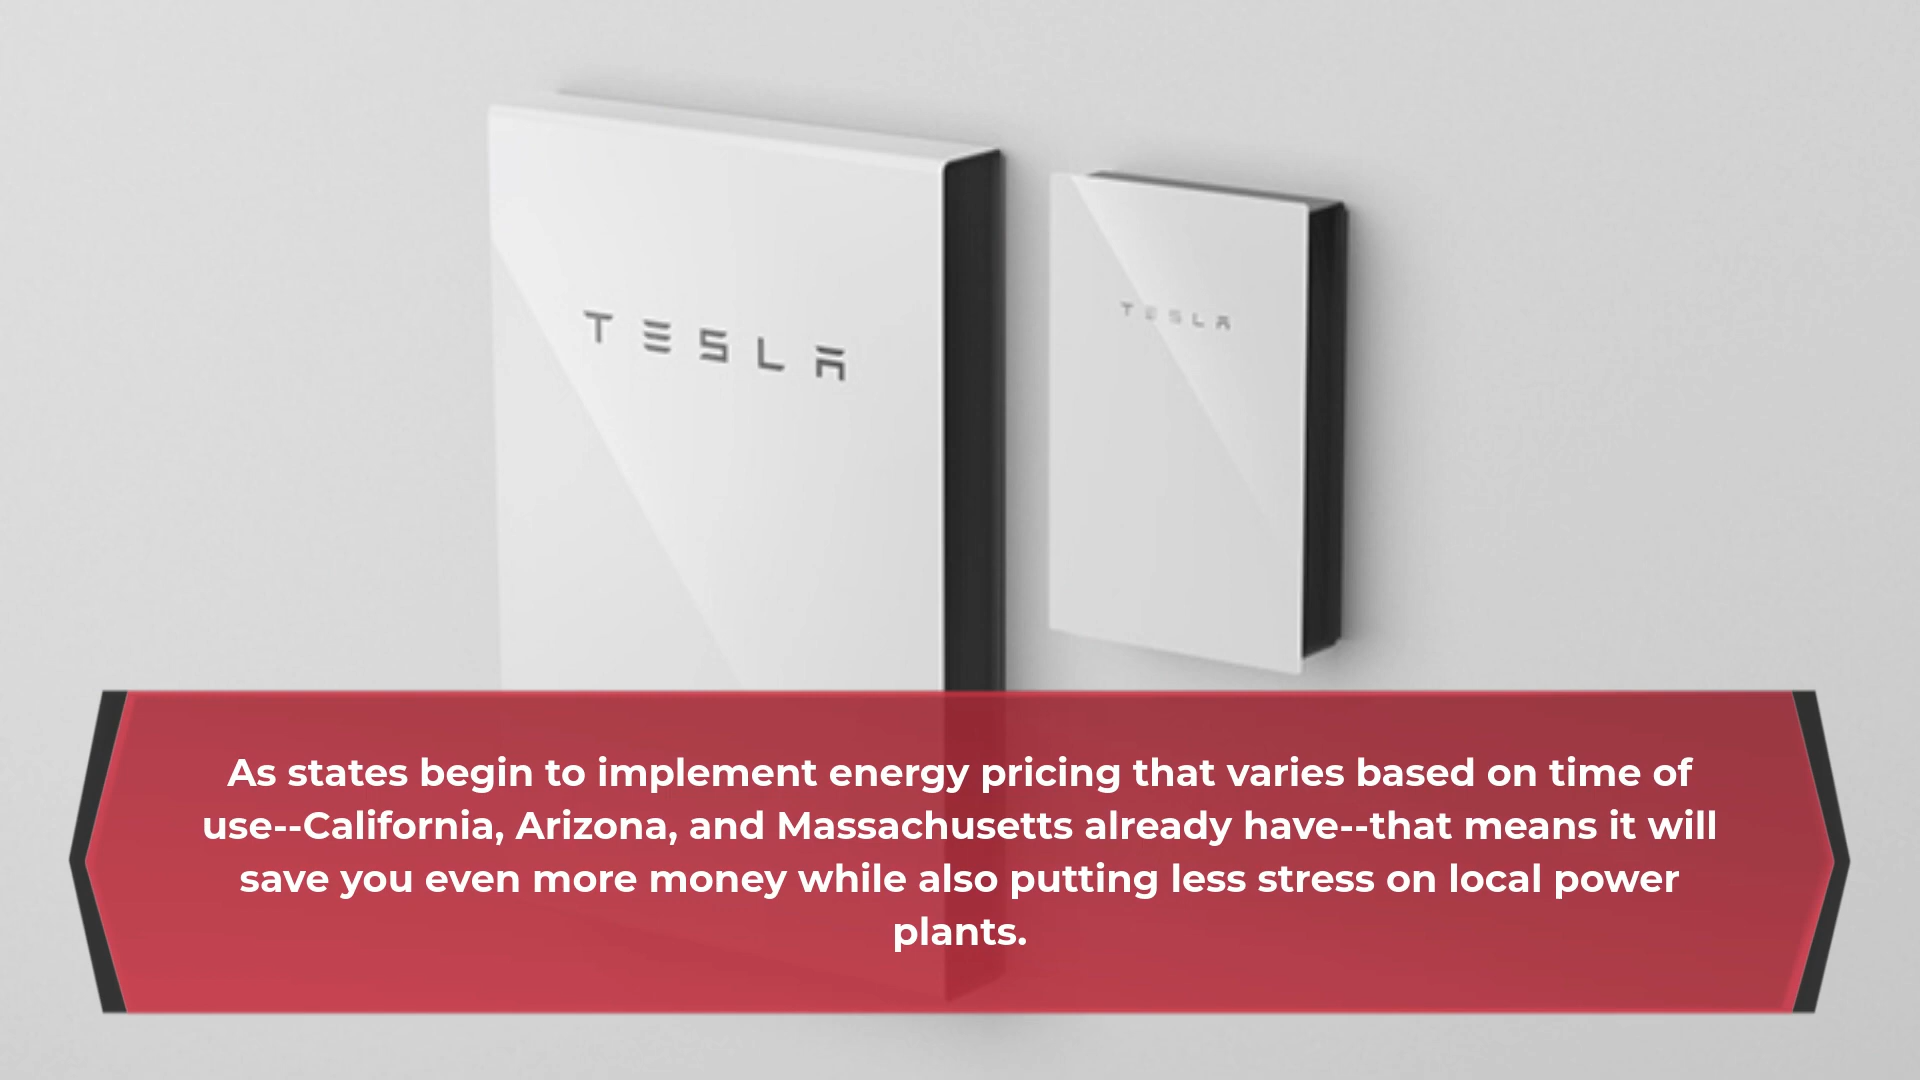 TESLA
TESLA
As states begin to implement energy pricing that varies based on time of
use--California, Arizona, and Massachusetts already have--that means it will
save you even more money while also putting less stress on local power
plants.